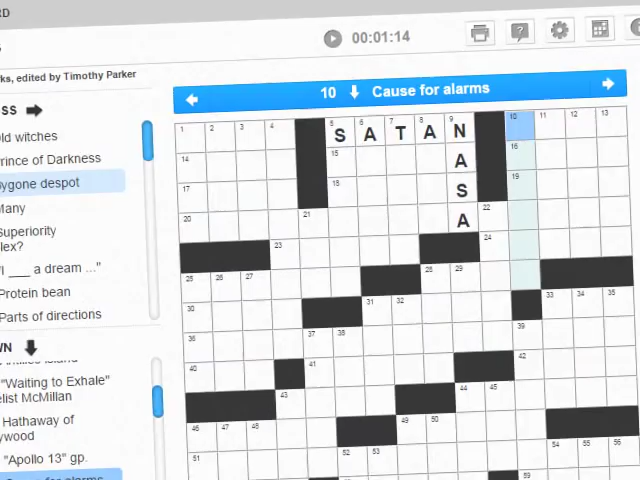 RD
S
00:01:14
ks, edited by Timothy Parker
10 Cause for alarms
SS
ld witches
rince of Darkness
ygone despot
Many
Superiority
lex?
"I ___ a dream ..."
Protein bean
Parts of directions
WN
"Waiting to Exhale"
elist McMillan
Hathaway of
ywood
"Apollo 13" gp.
Cause for alarms
1 2 3 4 5 6 7 8 9 10 11 12 13
S A T A N
14 15 16
A
17 18 19
S
20 21 22
A
23 24
25 26 27 28 29
30 31 32 33 34 35
36 37 38 39
40 41 42
43 44 45
46 47 48 49 50
51 52 53 54 55 56
59